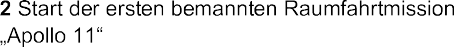 2 Start der ersten bemannten Raumfahrtmission
„Apollo 11“